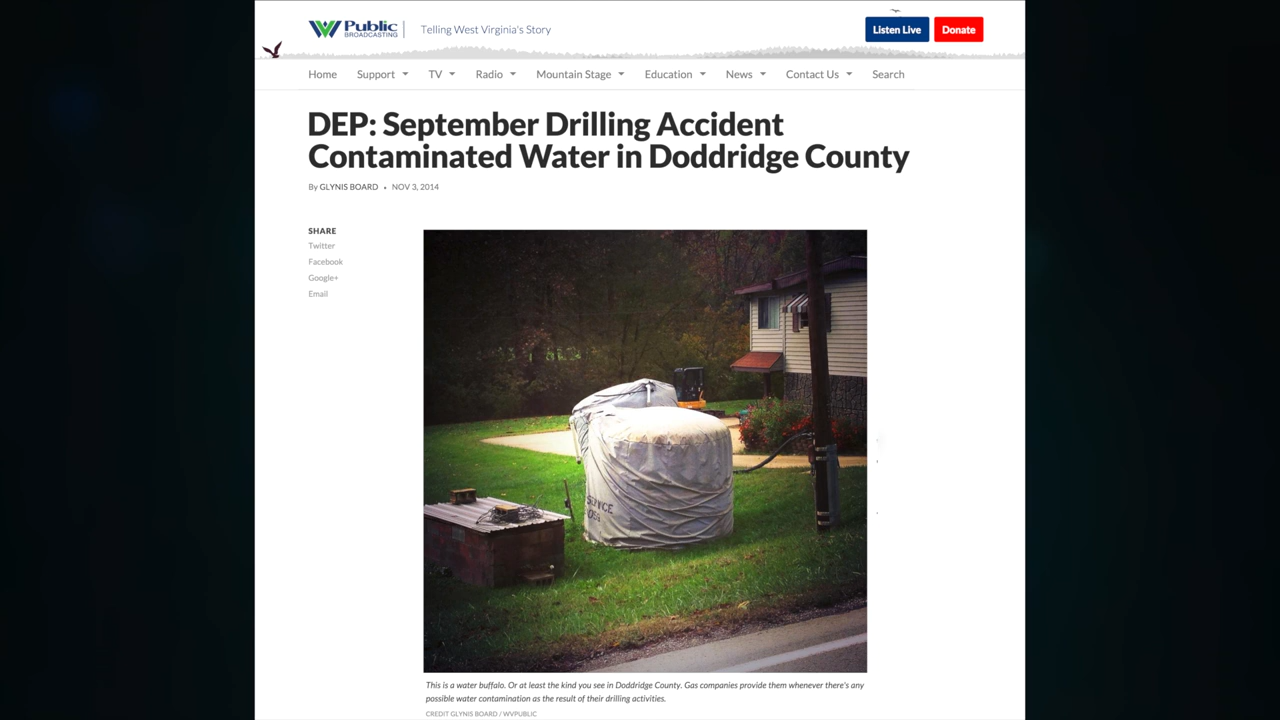 Public
BROADCASTING
Telling West Virginia's Story
Listen Live
Donate
Home
Support
TV
Radio
Mountain Stage
Education
News
Contact Us
Search
DEP: September Drilling Accident
Contaminated Water in Doddridge County
By GLYNIS BOARD • NOV 3, 2014
SHARE
Twitter
Facebook
Google+
Email
This is a water buffalo. Or at least the kind you see in Doddridge County. Gas companies provide them whenever there's any
possible water contamination as the result of their drilling activities.
CREDIT GLYNIS BOARD / WVPUBLIC